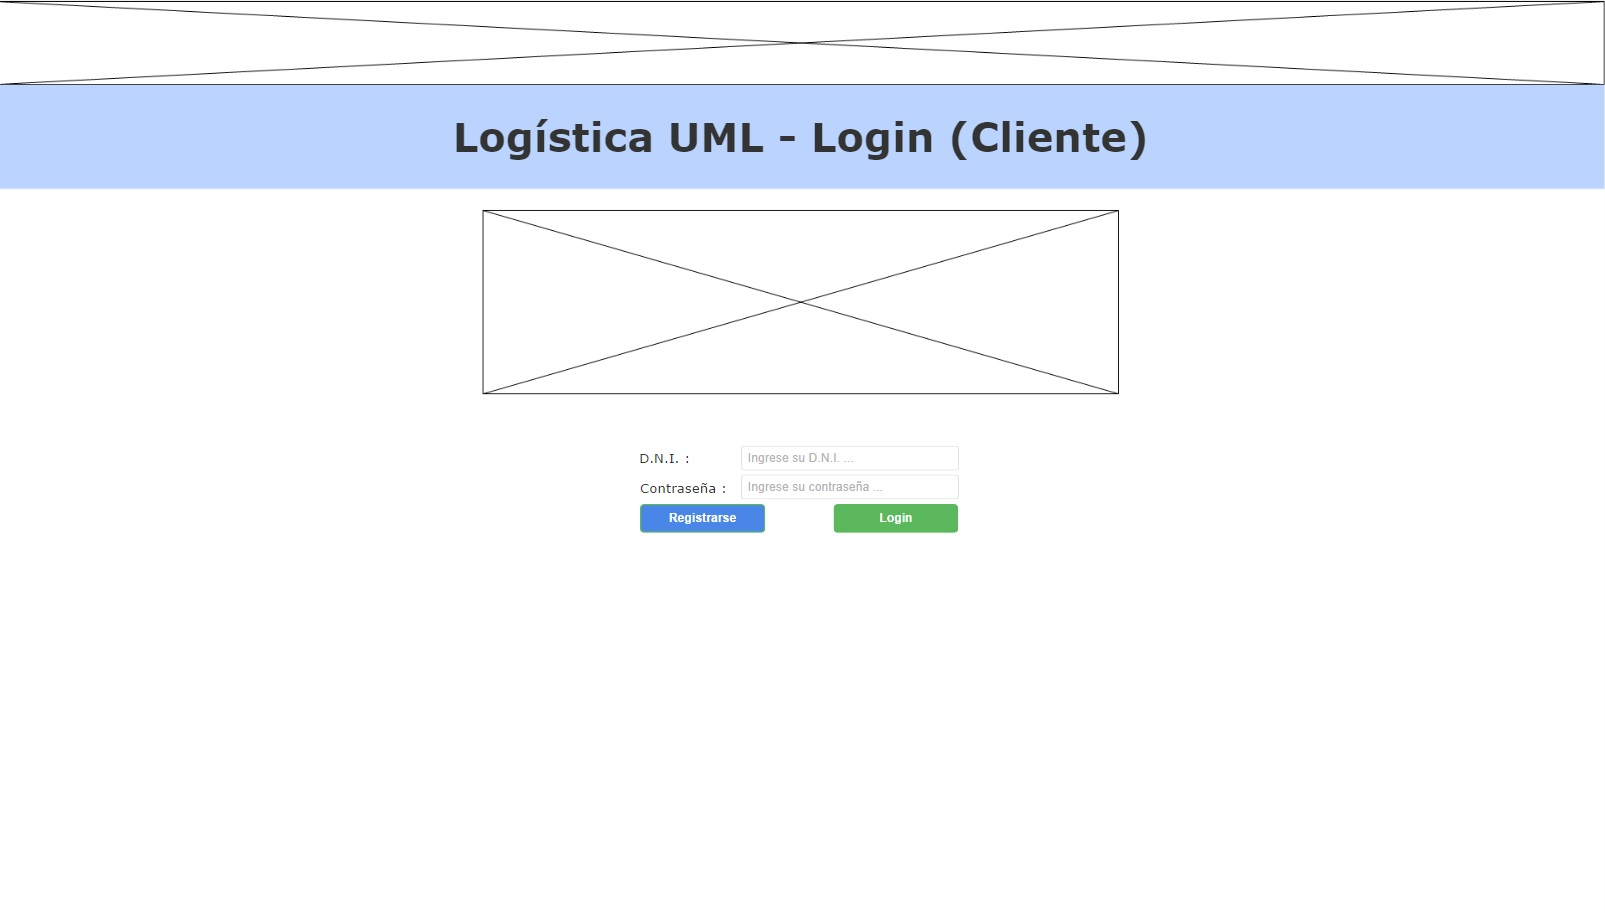 Logística UML - Login (Cliente)
D.N.I. :
Ingrese su D.N.I. ...
Contraseña :
Ingrese su contraseña ...
Registrarse
Login